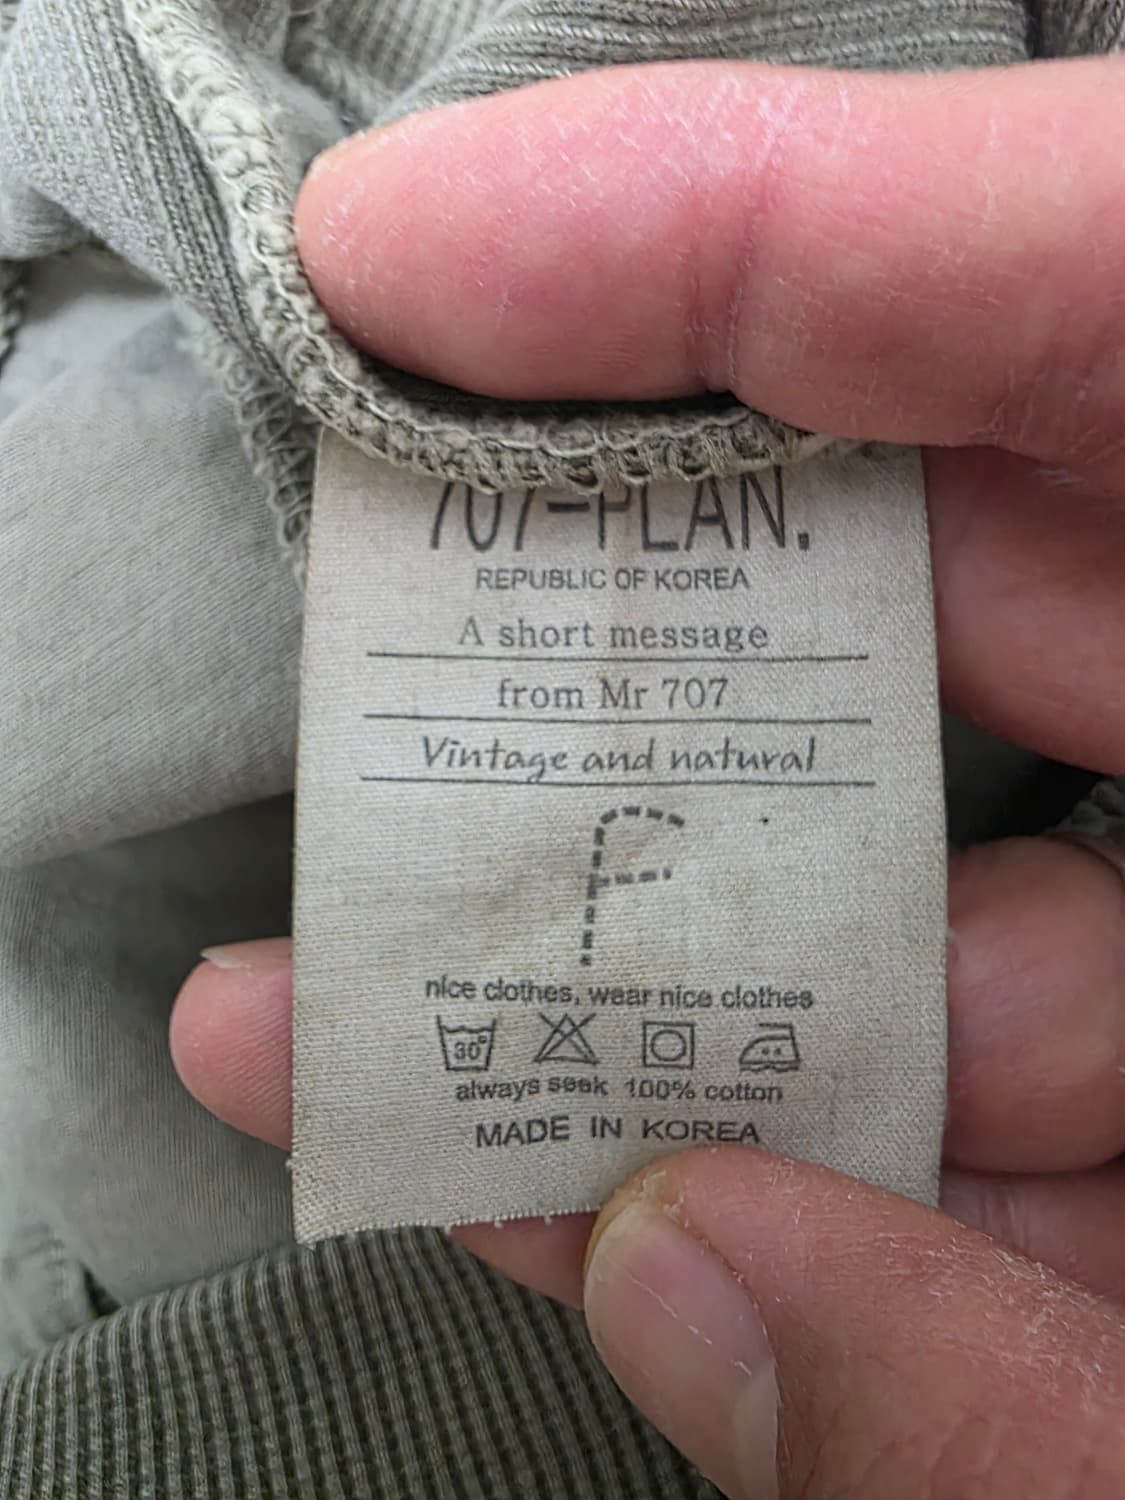 707-PLAN.
REPUBLIC OF KOREA
A short message
from Mr 707
Vintage and natural
f
nice clothes, wear nice clothes
30°
always seek 100% cotton
MADE IN KOREA